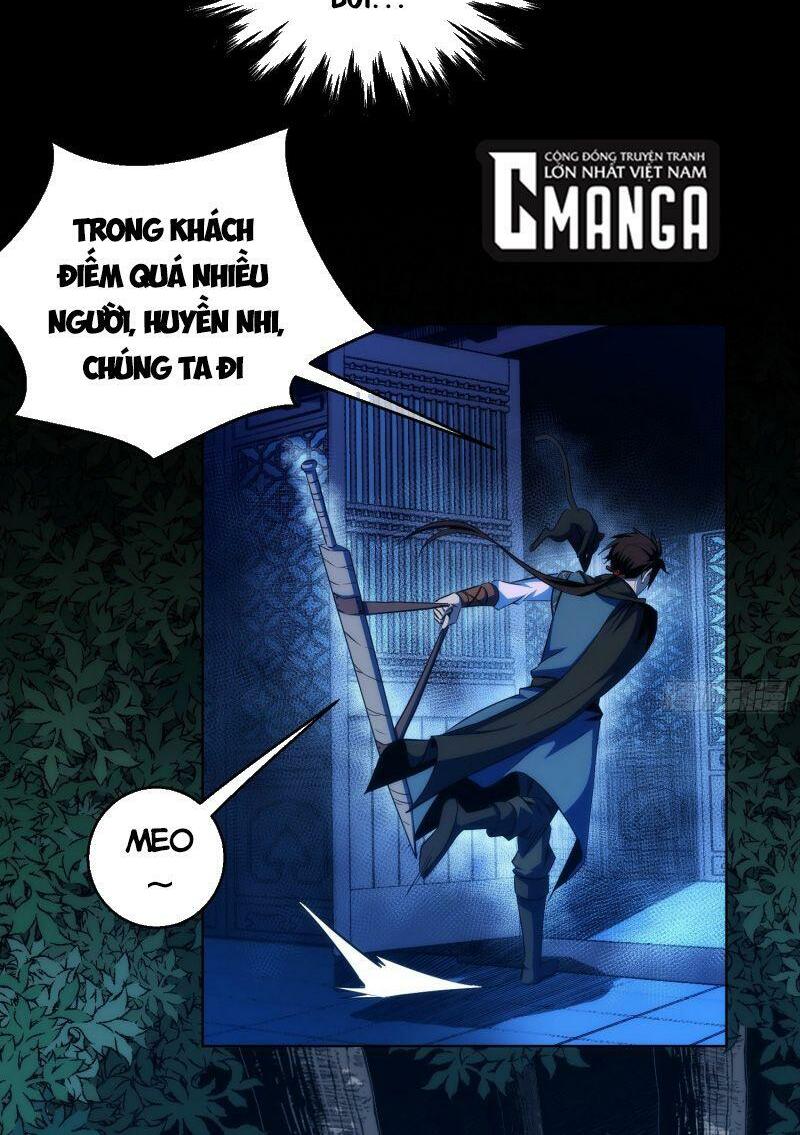 CỘNG ĐỒNG TRUYỆN TRANH
LỚN NHẤT VIỆT NAM
CMANGA
TRONG KHÁCH
ĐIẾM QUÁ NHIỀU
NGƯỜI, HUYỀN NHI,
CHÚNG TA ĐI
MEO
~